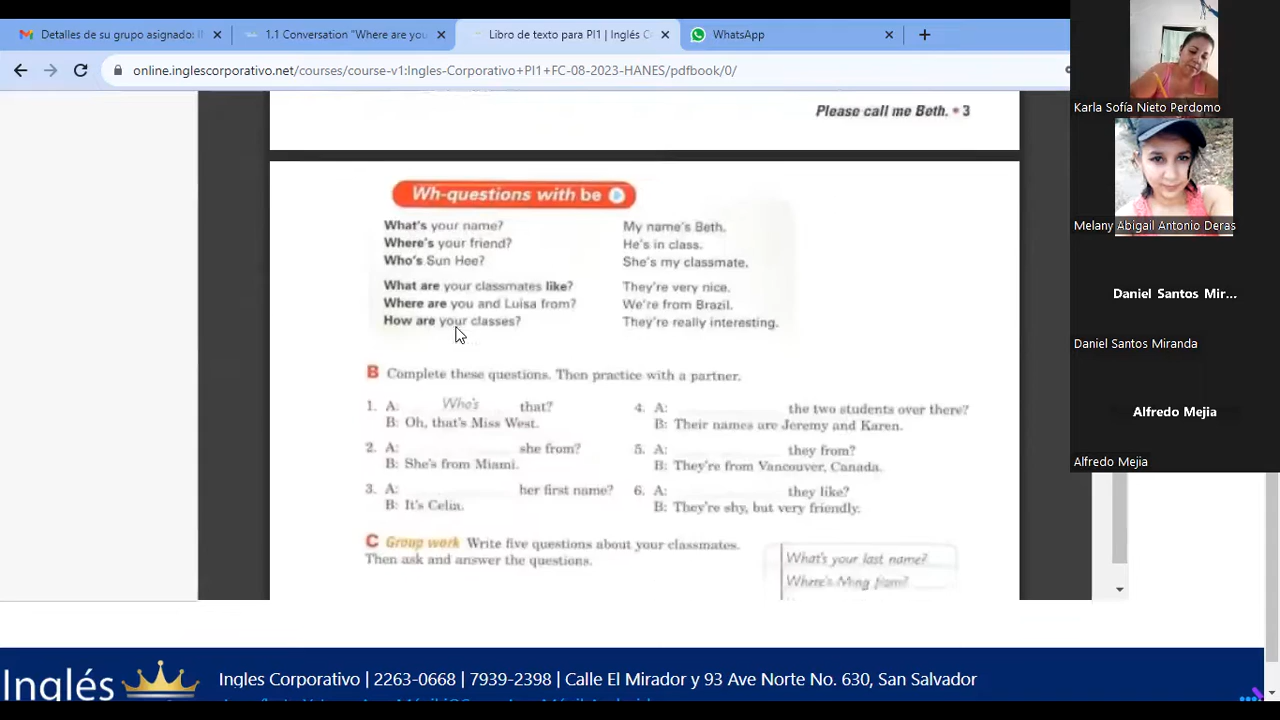 Detalles de su grupo asignado: I
1.1 Conversation "Where are you
Libro de texto para PI1 | Inglés C
WhatsApp
online.inglescorporativo.net/courses/course-v1:Ingles-Corporativo+PI1+FC-08-2023-HANES/pdfbook/0/
Please call me Beth. • 3
Wh-questions with be
What's your name? My name's Beth.
Where's your friend? He's in class.
Who's Sun Hee? She's my classmate.
What are your classmates like? They're very nice.
Where are you and Luisa from? We're from Brazil.
How are your classes? They're really interesting.
B Complete these questions. Then practice with a partner.
1. A: Who's that?
B: Oh, that's Miss West.
2. A: she from?
B: She's from Miami.
3. A: her first name?
B: It's Celia.
4. A: the two students over there?
B: Their names are Jeremy and Karen.
5. A: they from?
B: They're from Vancouver, Canada.
6. A: they like?
B: They're shy, but very friendly.
C Group work Write five questions about your classmates.
Then ask and answer the questions.
What's your last name?
Where's Ming from?
Karla Sofía Nieto Perdomo
Melany Abigail Antonio Deras
Daniel Santos Mir...
Daniel Santos Miranda
Alfredo Mejia
Alfredo Mejia
Inglés
Ingles Corporativo | 2263-0668 | 7939-2398 | Calle El Mirador y 93 Ave Norte No. 630, San Salvador